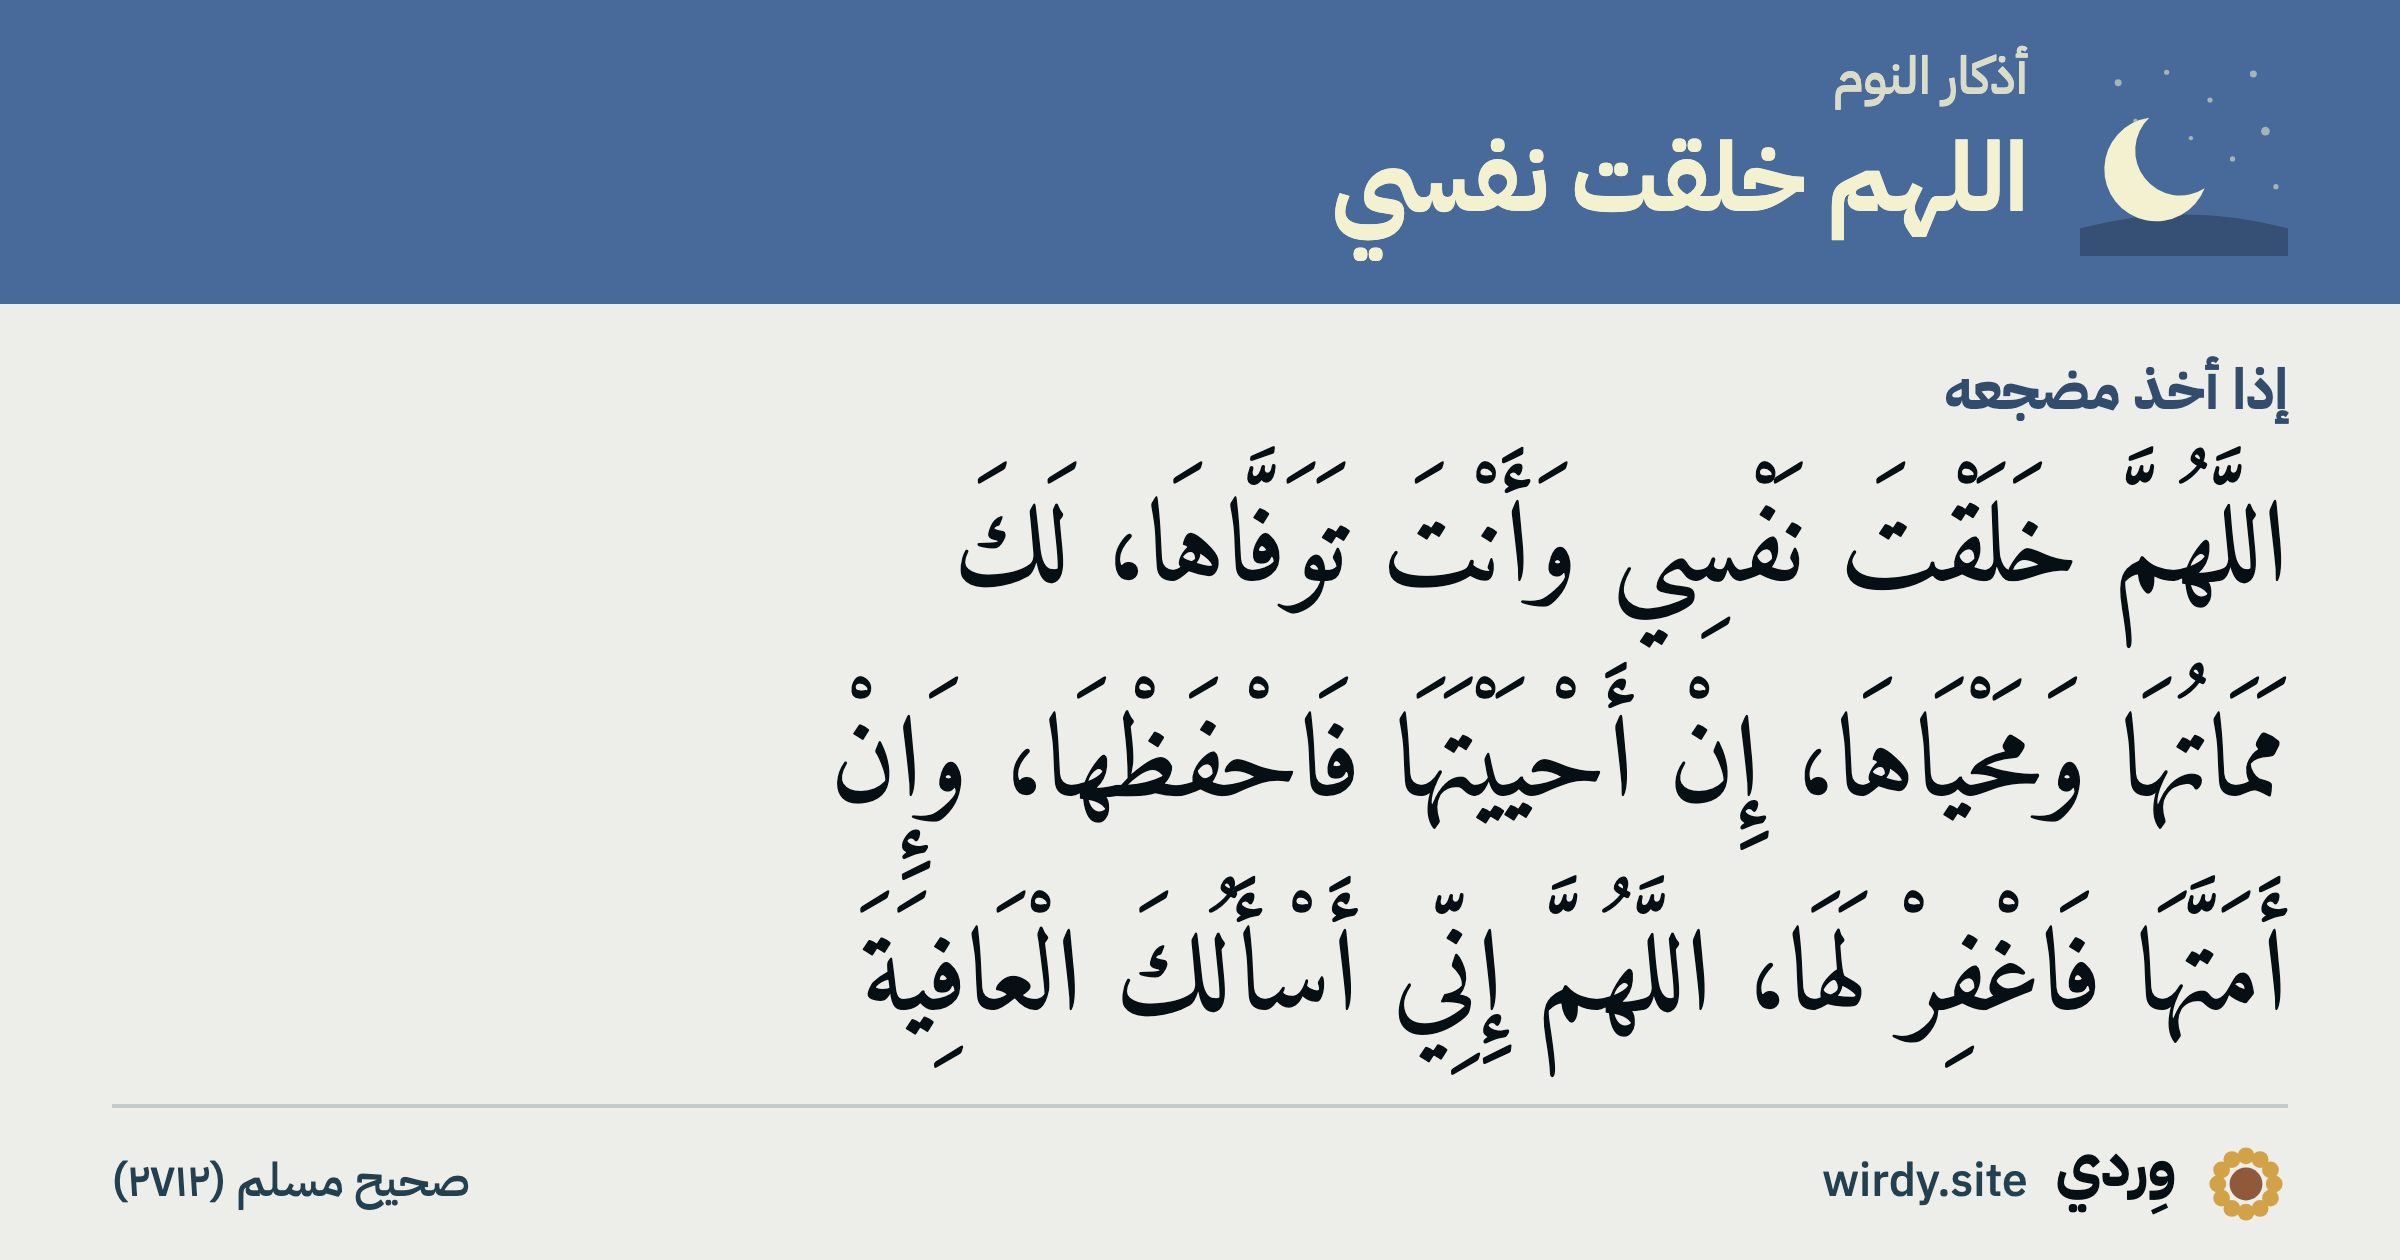 أذكار النوم
اللهم خلقت نفسي
إذا أخذ مضجعه
اللَّهُمَّ خَلَقْتَ نَفْسِي وَأَنْتَ تَوَفَّاهَا، لَكَ
مَمَاتُهَا وَمَحْيَاهَا، إِنْ أَحْيَيْتَهَا فَاحْفَظْهَا، وَإِنْ
أَمَتَّهَا فَاغْفِرْ لَهَا، اللَّهُمَّ إِنِّي أَسْأَلُكَ الْعَافِيَةَ
وِردي wirdy.site
صحيح مسلم (٢٧١٢)